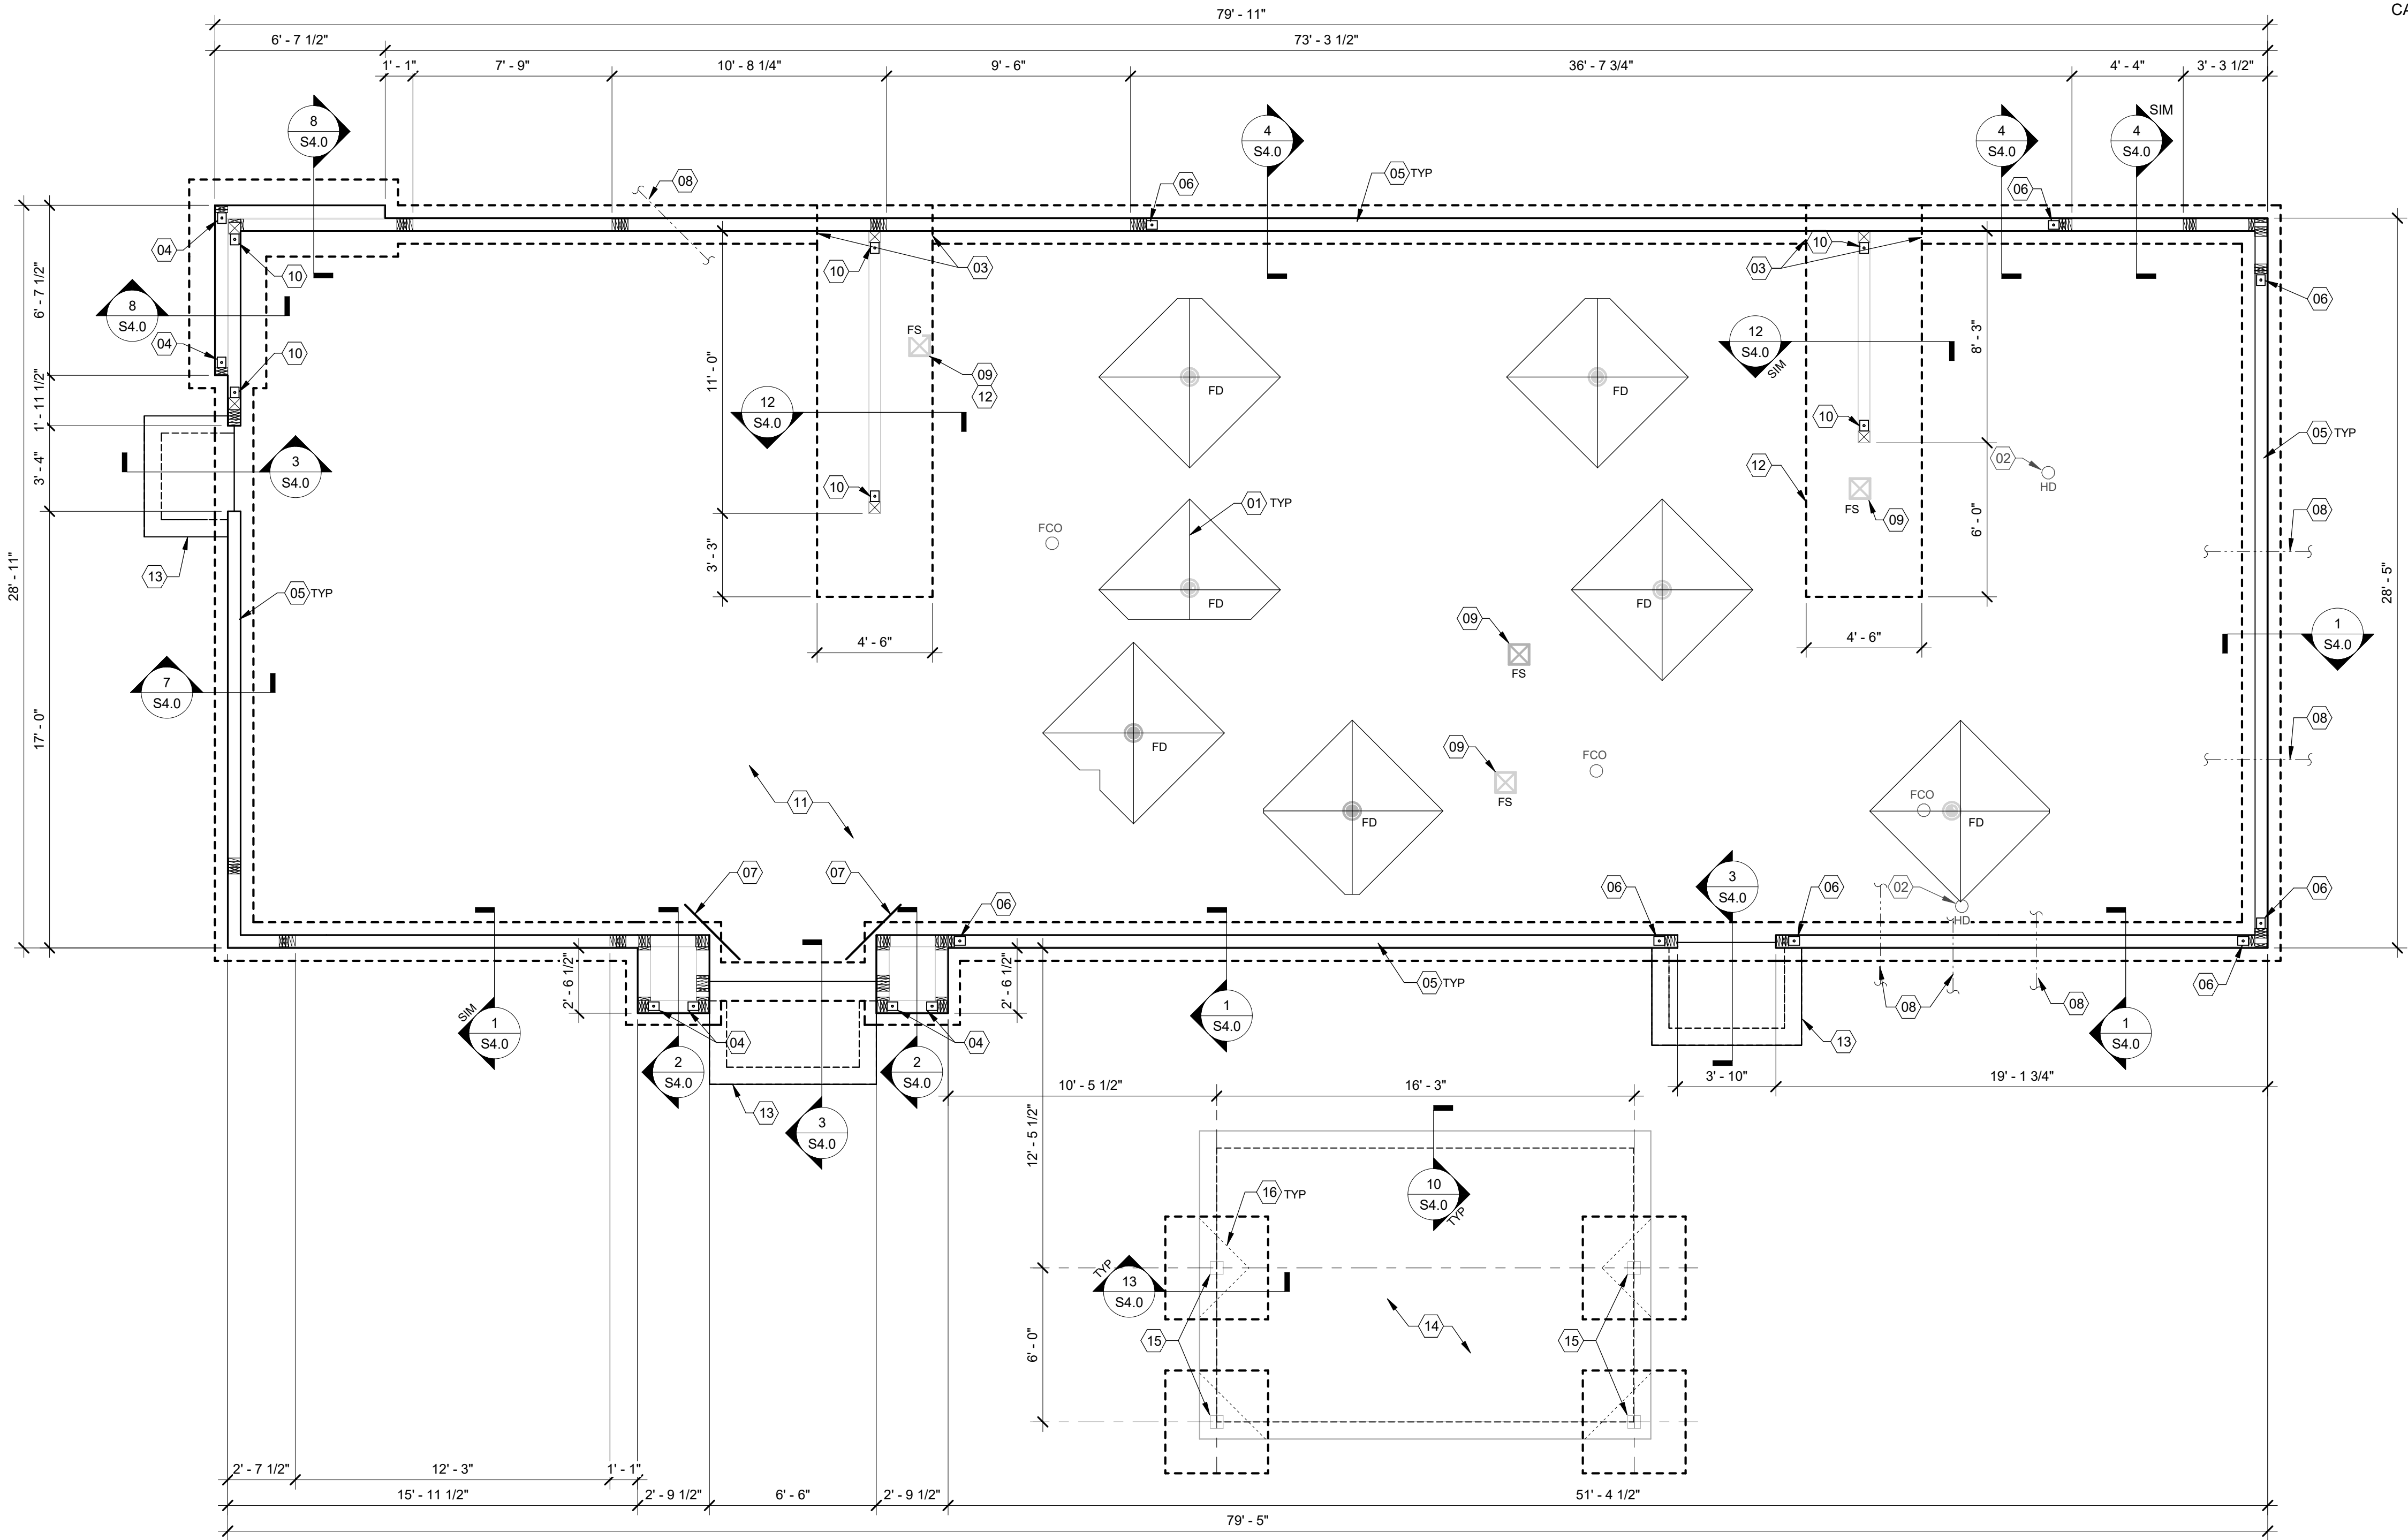 CA
79' - 11"
6' - 7 1/2"
73' - 3 1/2"
1' - 1"
7' - 9"
10' - 8 1/4"
9' - 6"
36' - 7 3/4"
4' - 4"
3' - 3 1/2"
8
S4.0
4
S4.0
4
S4.0
SIM
4
S4.0
08
06
05 TYP
06
04
10
10
03
03
10
06
6' - 7 1/2"
8
S4.0
04
10
FS
09
12
11' - 0"
12
S4.0
FD
FD
12
S4.0
SIM
8' - 3"
1' - 11 1/2"
3' - 4"
3
S4.0
10
10
02
HD
05 TYP
12
FS
09
08
6' - 0"
01 TYP
FCO
3' - 3"
13
28' - 11"
05 TYP
FD
FD
28' - 5"
4' - 6"
4' - 6"
09
FS
1
S4.0
7
S4.0
17' - 0"
FD
09
FS
FCO
08
11
FD
FCO
FD
07
07
06
06
3
S4.0
06
02
HD
06
2' - 6 1/2"
2' - 6 1/2"
05 TYP
06
SIM
1
S4.0
04
04
1
S4.0
08
08
1
S4.0
13
2
S4.0
2
S4.0
13
3
S4.0
10' - 5 1/2"
16' - 3"
3' - 10"
19' - 1 3/4"
12' - 5 1/2"
16 TYP
10
S4.0
TYP
TYP
13
S4.0
15
14
15
6' - 0"
2' - 7 1/2"
12' - 3"
1' - 1"
15' - 11 1/2"
2' - 9 1/2"
6' - 6"
2' - 9 1/2"
51' - 4 1/2"
79' - 5"